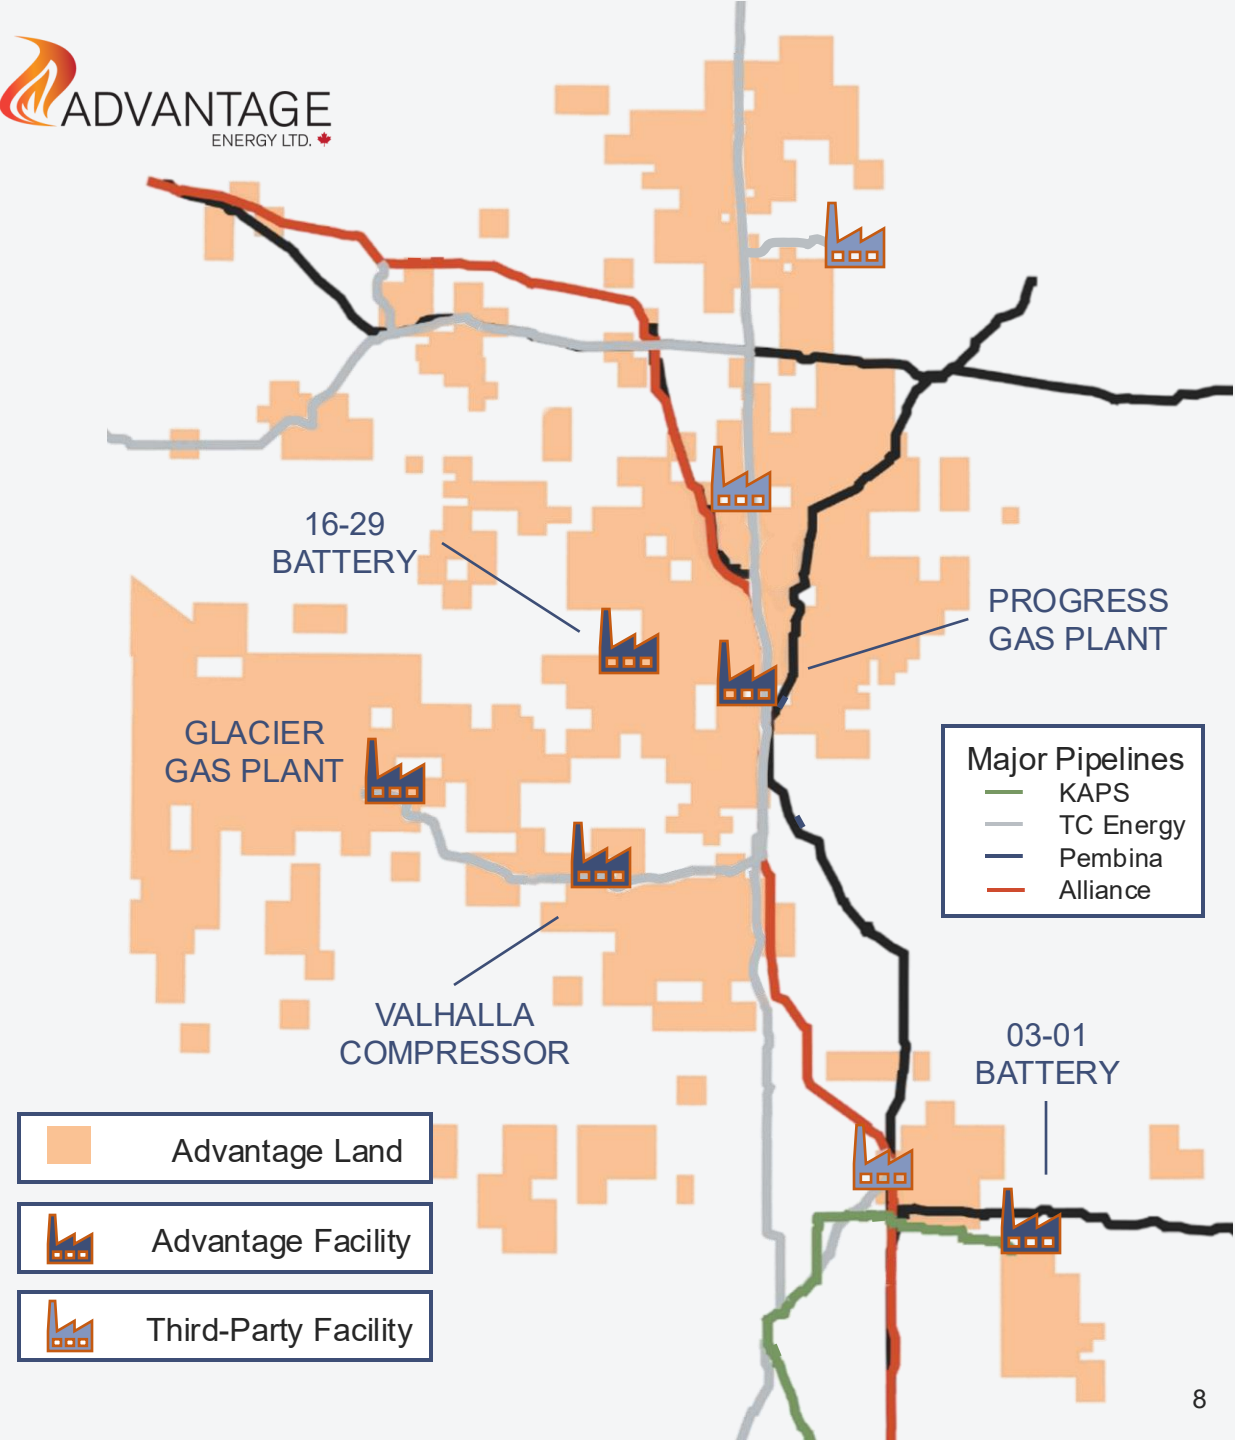 ADVANTAGE
ENERGY LTD.
16-29
BATTERY
PROGRESS
GAS PLANT
GLACIER
GAS PLANT
Major Pipelines
KAPS
TC Energy
Pembina
Alliance
VALHALLA
COMPRESSOR
03-01
BATTERY
Advantage Land
Advantage Facility
Third-Party Facility
8